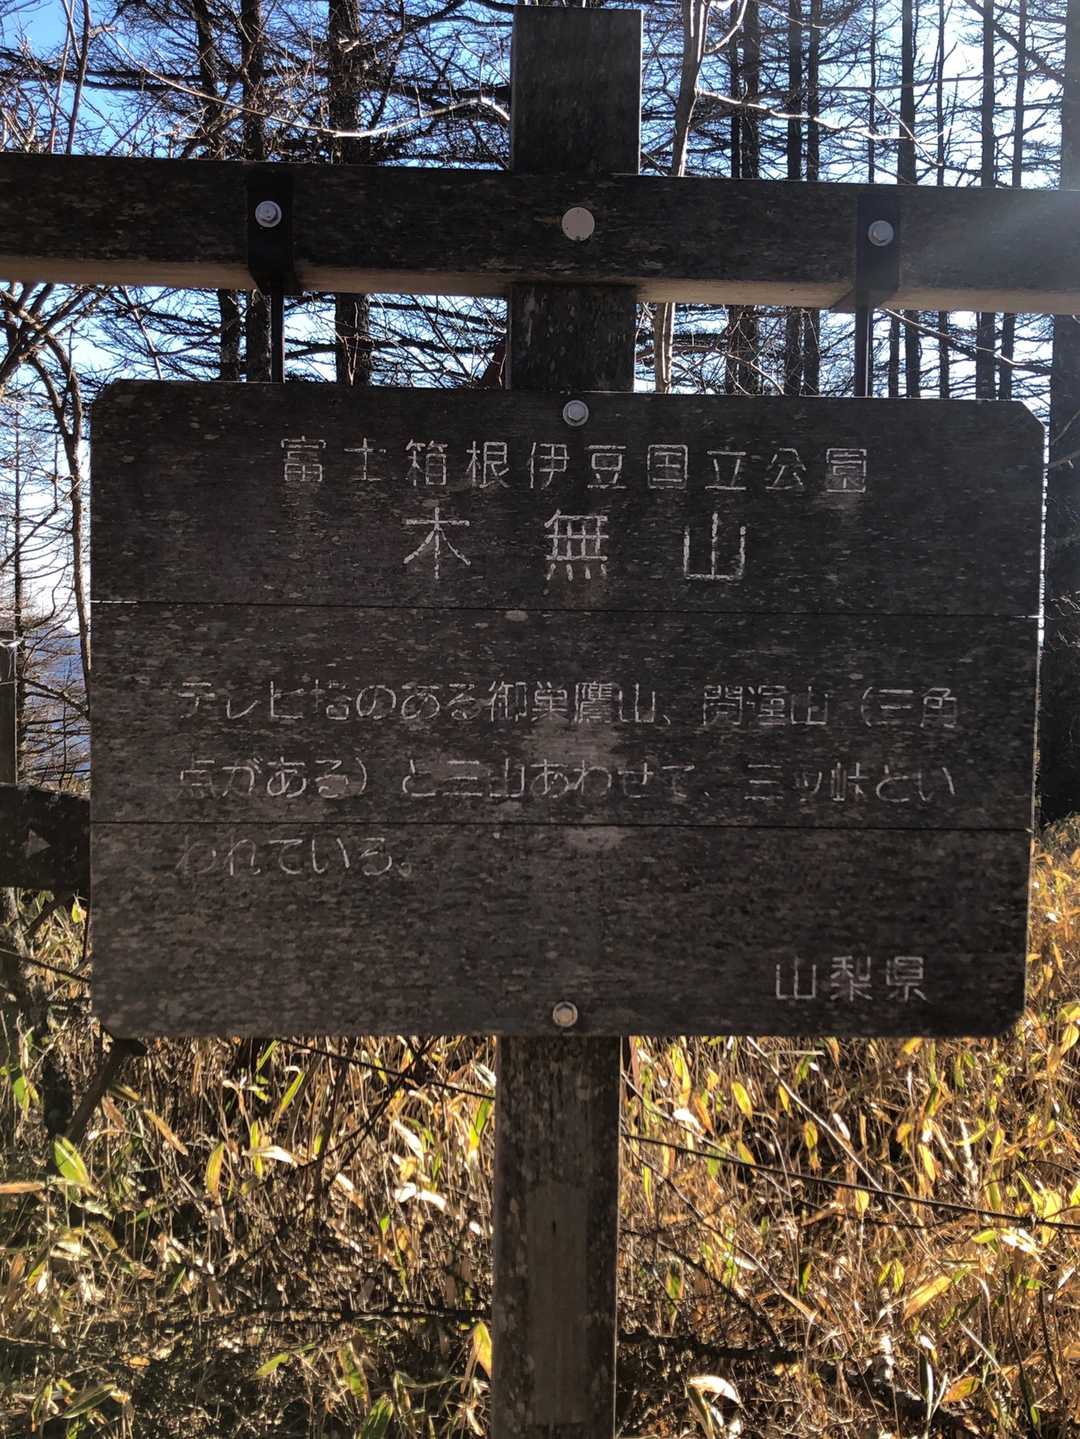 富士箱根伊豆国立公園
木無山
テレビ塔のある御巣鷹山、開運山（三角
点がある）と三山あわせて、三ッ峠とい
われている。
山梨県